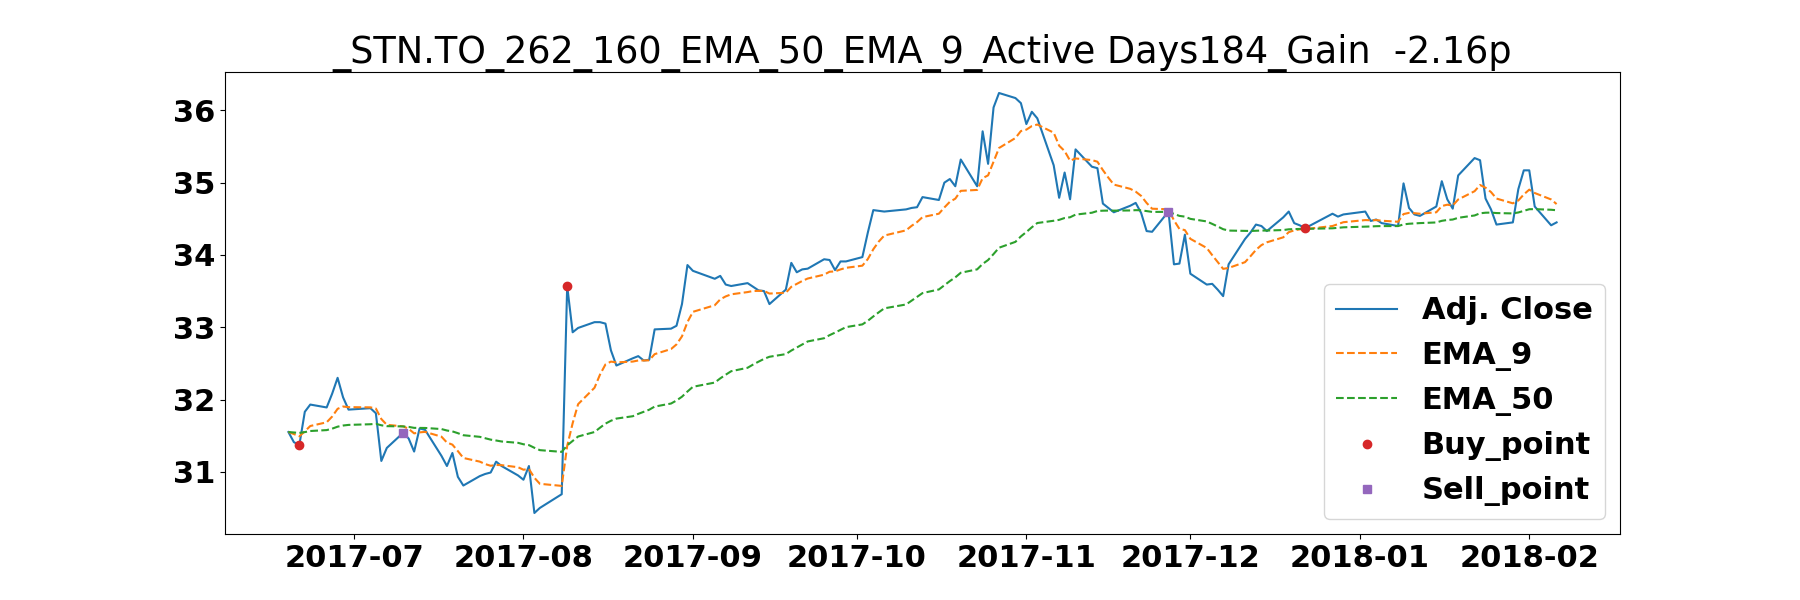 _STN.TO_262_160_EMA_50_EMA_9_Active Days184_Gain  -2.16p
36
35
34
33
32
31
Adj. Close
EMA_9
EMA_50
Buy_point
Sell_point
2017-07 2017-08 2017-09 2017-10 2017-11 2017-12 2018-01 2018-02